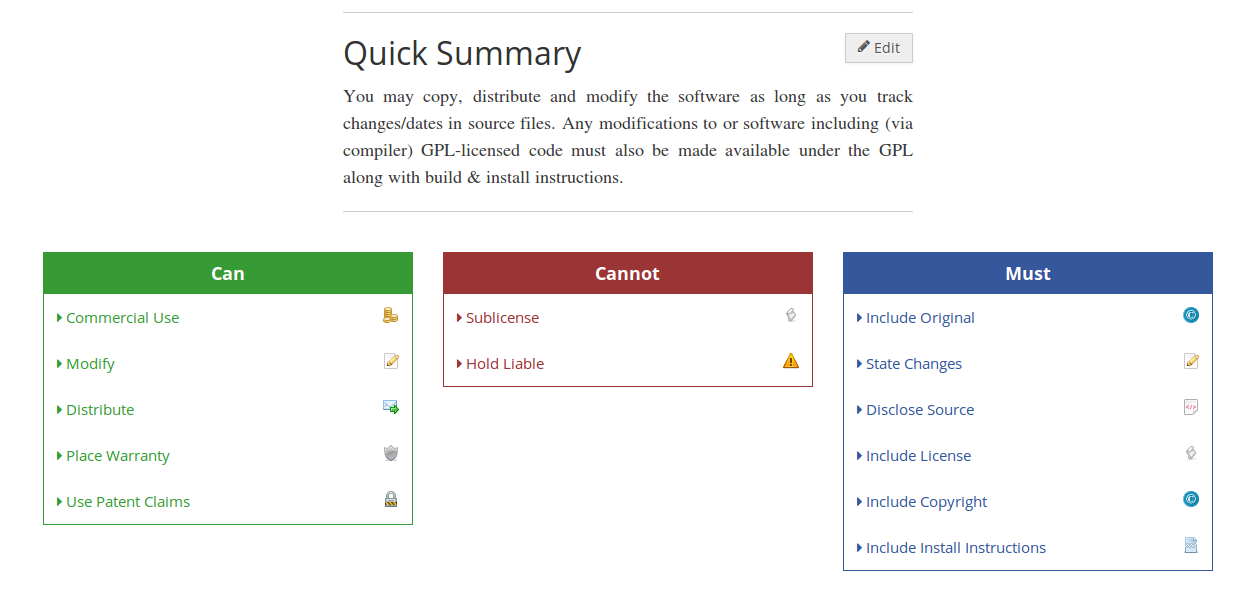 Quick Summary
Edit
You may copy, distribute and modify the software as long as you track
changes/dates in source files. Any modifications to or software including (via
compiler) GPL-licensed code must also be made available under the GPL
along with build & install instructions.
Can
Commercial Use
Modify
Distribute
Place Warranty
Use Patent Claims
Cannot
Sublicense
Hold Liable
Must
Include Original
State Changes
Disclose Source
Include License
Include Copyright
Include Install Instructions